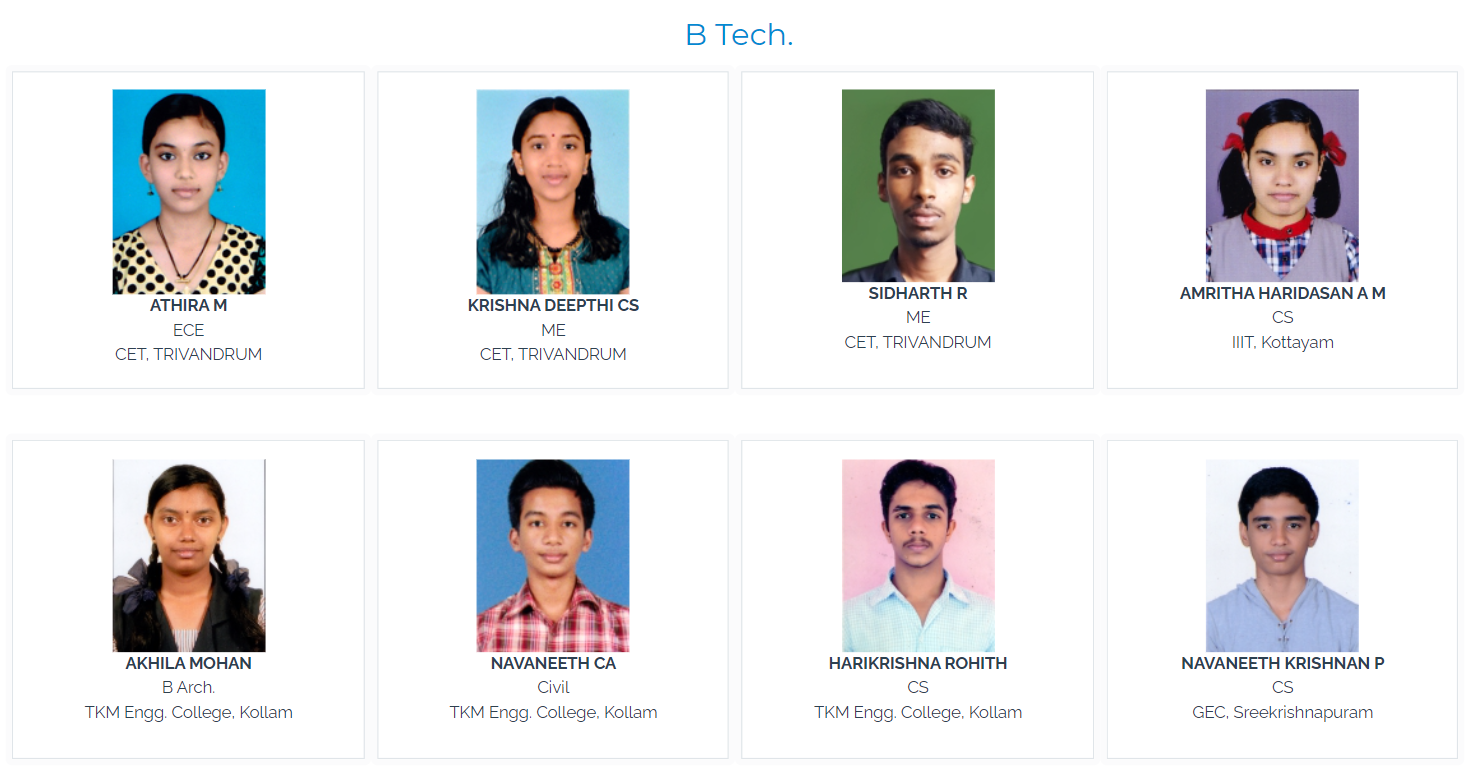 B Tech.
ATHIRA M
ECE
CET, TRIVANDRUM
KRISHNA DEEPTHI CS
ME
CET, TRIVANDRUM
SIDHARTH R
ME
CET, TRIVANDRUM
AMRITHA HARIDASAN A M
CS
IIIT, Kottayam
AKHILA MOHAN
B Arch.
TKM Engg. College, Kollam
NAVANEETH CA
Civil
TKM Engg. College, Kollam
HARIKRISHNA ROHITH
CS
TKM Engg. College, Kollam
NAVANEETH KRISHNAN P
CS
GEC, Sreekrishnapuram